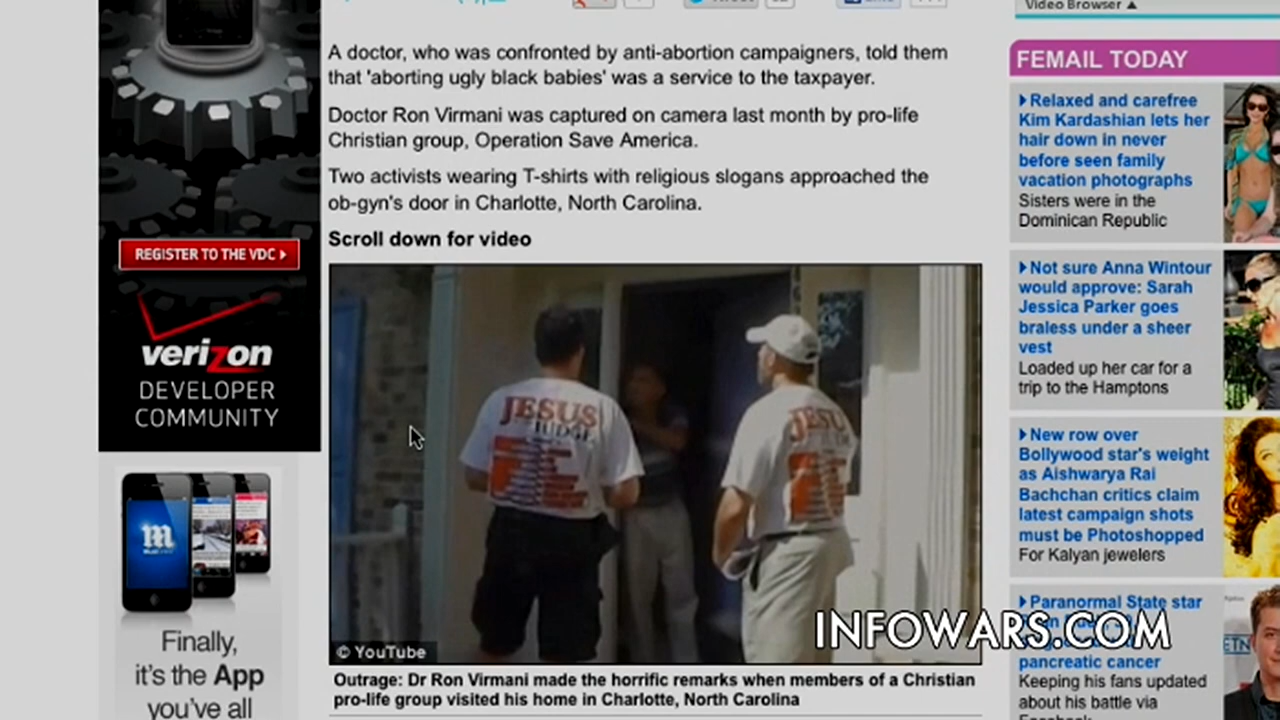 Video Browser ▲
A doctor, who was confronted by anti-abortion campaigners, told them
that 'aborting ugly black babies' was a service to the taxpayer.
Doctor Ron Virmani was captured on camera last month by pro-life
Christian group, Operation Save America.
Two activists wearing T-shirts with religious slogans approached the
ob-gyn's door in Charlotte, North Carolina.
Scroll down for video
JESUS
JUDGE
JESU
© YouTube
Outrage: Dr Ron Virmani made the horrific remarks when members of a Christian
pro-life group visited his home in Charlotte, North Carolina
REGISTER TO THE VDC
verizon
DEVELOPER
COMMUNITY
m
Finally,
it's the App
you've all
FEMAIL TODAY
Relaxed and carefree
Kim Kardashian lets her
hair down in never
before seen family
vacation photographs
Sisters were in the
Dominican Republic
Not sure Anna Wintour
would approve: Sarah
Jessica Parker goes
braless under a sheer
vest
Loaded up her car for a
trip to the Hamptons
New row over
Bollywood star's weight
as Aishwarya Rai
Bachchan critics claim
latest campaign shots
must be Photoshopped
For Kalyan jewelers
Paranormal State star
pancreatic cancer
Keeping his fans updated
about his battle via
Facebook
INFOWARS.COM